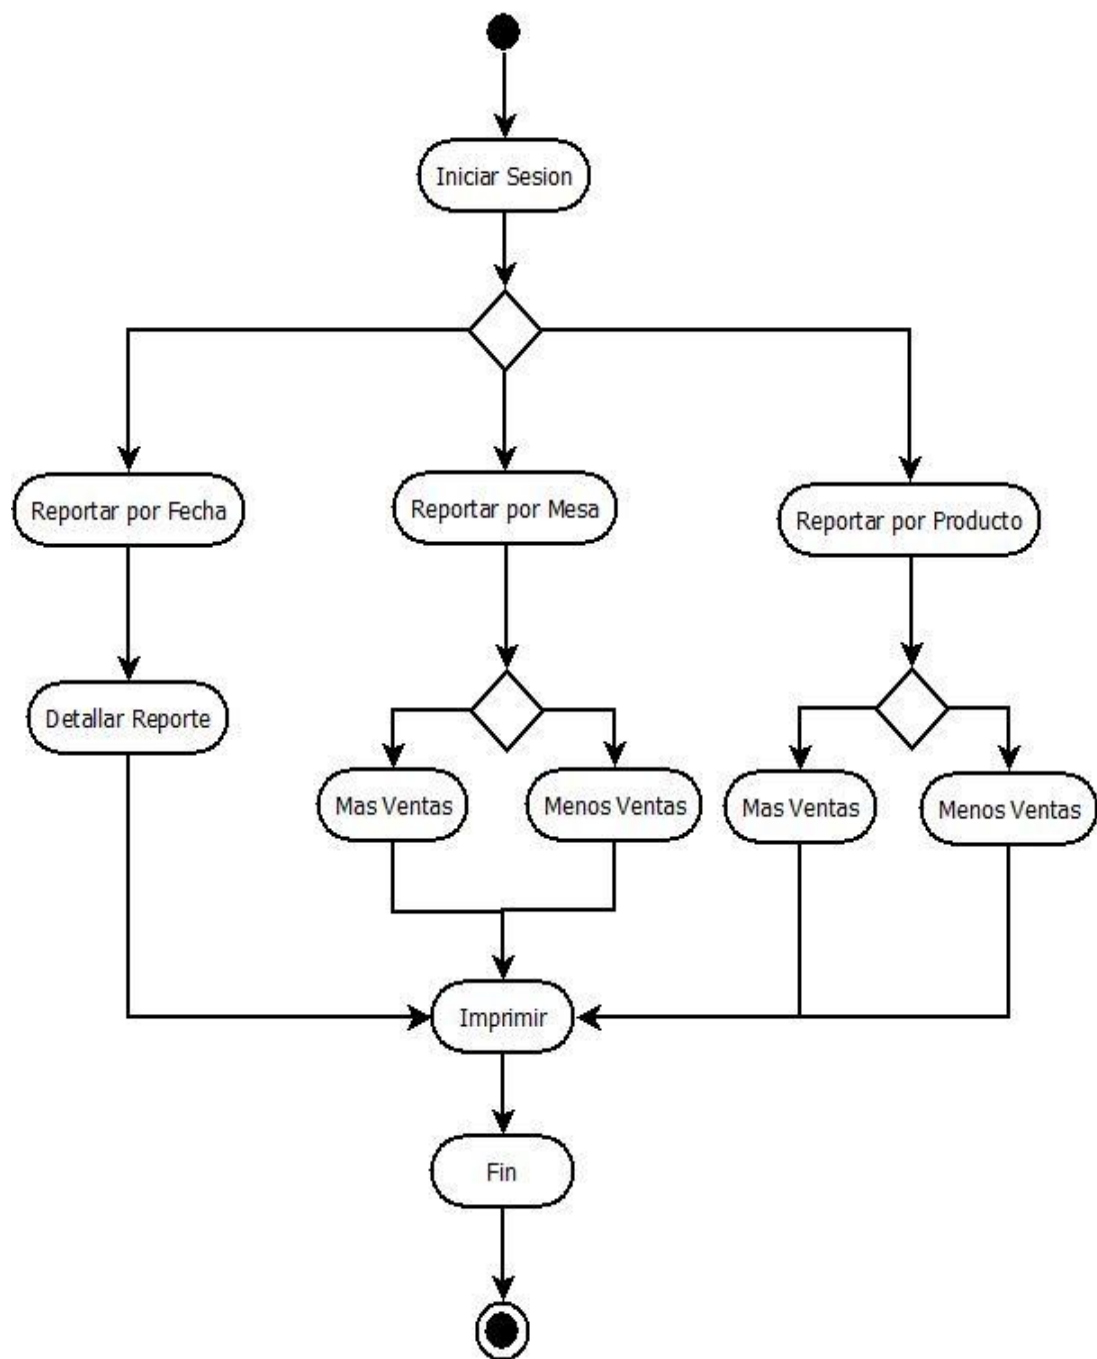 Iniciar Sesion
Reportar por Fecha
Reportar por Mesa
Reportar por Producto
Detallar Reporte
Mas Ventas
Menos Ventas
Mas Ventas
Menos Ventas
Imprimir
Fin